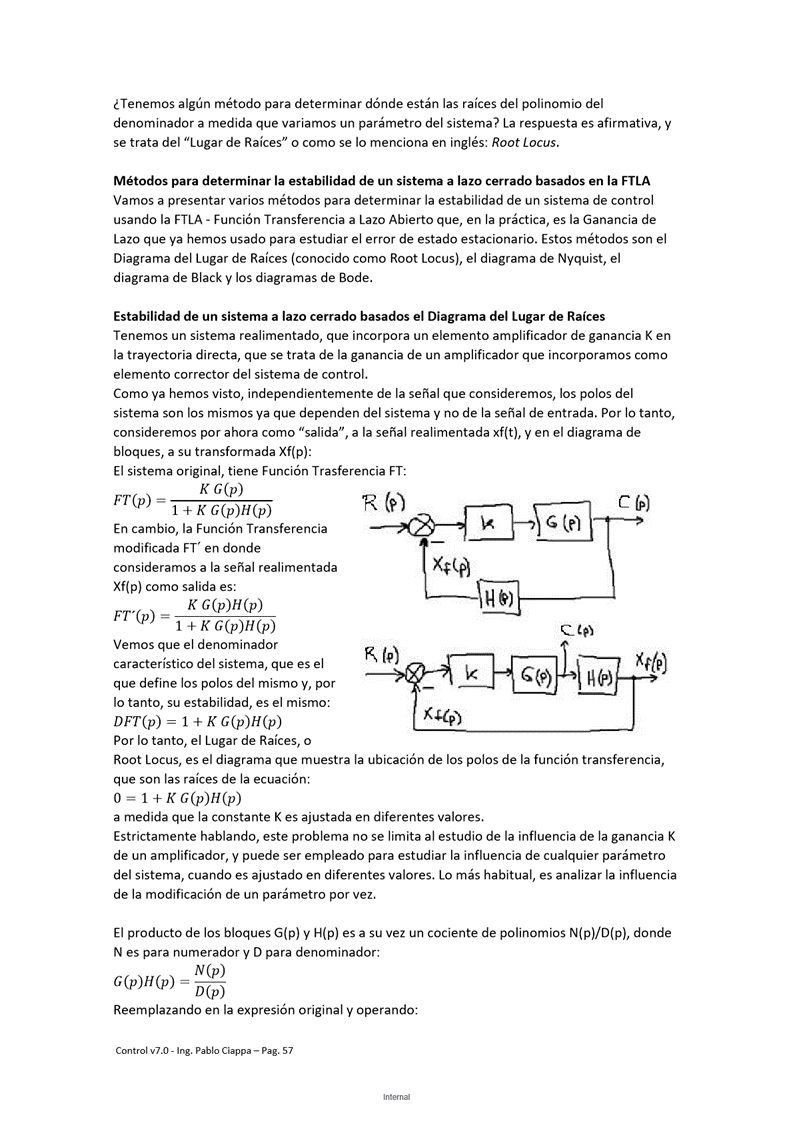 ¿Tenemos algún método para determinar dónde están las raíces del polinomio del
denominador a medida que variamos un parámetro del sistema? La respuesta es afirmativa, y
se trata del “Lugar de Raíces” o como se lo menciona en inglés: Root Locus.
Métodos para determinar la estabilidad de un sistema a lazo cerrado basados en la FTLA
Vamos a presentar varios métodos para determinar la estabilidad de un sistema de control
usando la FTLA - Función Transferencia a Lazo Abierto que, en la práctica, es la Ganancia de
Lazo que ya hemos usado para estudiar el error de estado estacionario. Estos métodos son el
Diagrama del Lugar de Raíces (conocido como Root Locus), el diagrama de Nyquist, el
diagrama de Black y los diagramas de Bode.
Estabilidad de un sistema a lazo cerrado basados el Diagrama del Lugar de Raíces
Tenemos un sistema realimentado, que incorpora un elemento amplificador de ganancia K en
la trayectoria directa, que se trata de la ganancia de un amplificador que incorporamos como
elemento corrector del sistema de control.
Como ya hemos visto, independientemente de la señal que consideremos, los polos del
sistema son los mismos ya que dependen del sistema y no de la señal de entrada. Por lo tanto,
consideremos por ahora como “salida”, a la señal realimentada xf(t), y en el diagrama de
bloques, a su transformada Xf(p):
El sistema original, tiene Función Trasferencia FT:
FT(p) = K G(p) / 1 + K G(p)H(p)
En cambio, la Función Transferencia
modificada FT´ en donde
consideramos a la señal realimentada
Xf(p) como salida es:
FT´(p) = K G(p)H(p) / 1 + K G(p)H(p)
Vemos que el denominador
característico del sistema, que es el
que define los polos del mismo y, por
lo tanto, su estabilidad, es el mismo:
DFT(p) = 1 + K G(p)H(p)
Por lo tanto, el Lugar de Raíces, o
R(p)
K
G(p)
C(p)
Xf(p)
H(p)
R(p)
K
G(p)
C(p)
H(p)
Xf(p)
Xf(p)
Root Locus, es el diagrama que muestra la ubicación de los polos de la función transferencia,
que son las raíces de la ecuación:
0 = 1 + K G(p)H(p)
a medida que la constante K es ajustada en diferentes valores.
Estrictamente hablando, este problema no se limita al estudio de la influencia de la ganancia K
de un amplificador, y puede ser empleado para estudiar la influencia de cualquier parámetro
del sistema, cuando es ajustado en diferentes valores. Lo más habitual, es analizar la influencia
de la modificación de un parámetro por vez.
El producto de los bloques G(p) y H(p) es a su vez un cociente de polinomios N(p)/D(p), donde
N es para numerador y D para denominador:
G(p)H(p) = N(p) / D(p)
Reemplazando en la expresión original y operando:
Control v7.0 - Ing. Pablo Ciappa – Pag. 57
Internal